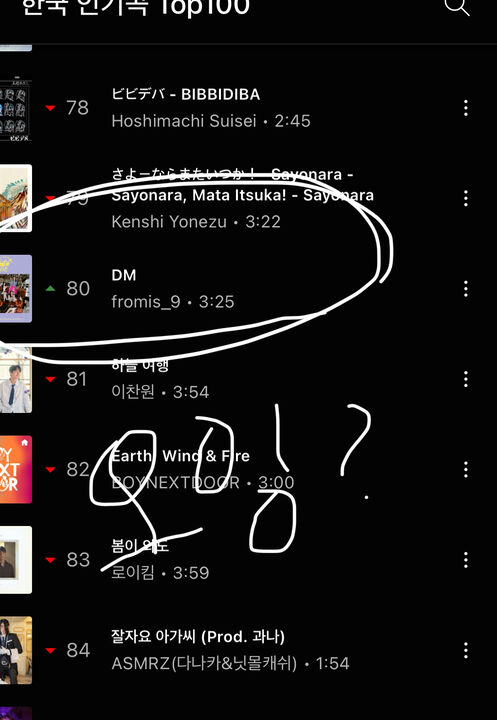 한국 인기곡 Top100
78
ビビデバ - BIBBIDIBA
Hoshimachi Suisei • 2:45
79
さよーならまたいつか! - Sayonara -
Sayonara, Mata Itsuka! - Sayonara
Kenshi Yonezu • 3:22
80
DM
fromis_9 • 3:25
81
하늘 여행
이찬원 • 3:54
82
Earth, Wind & Fire
BOYNEXTDOOR • 3:00
오잉?
83
봄이 와도
로이킴 • 3:59
84
잘자요 아가씨 (Prod. 과나)
ASMRZ(다나카&닛몰캐쉬) • 1:54